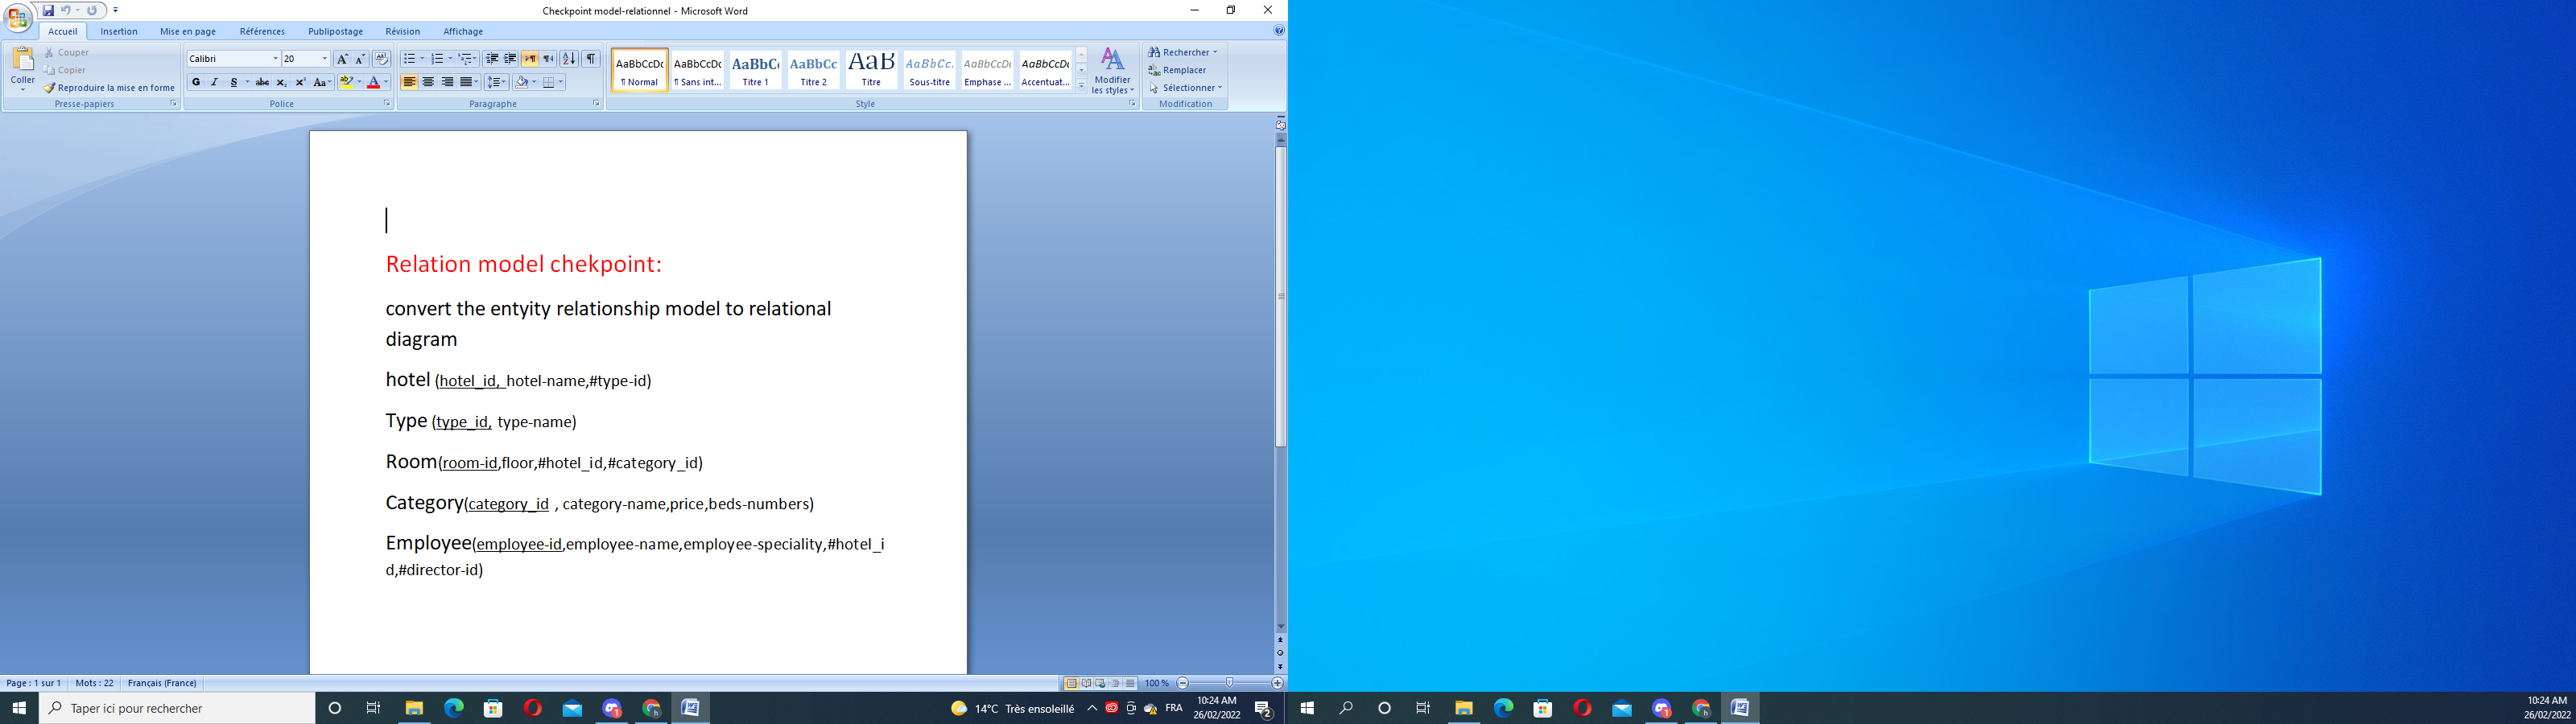 Checkpoint model-relationnel - Microsoft Word
Accueil Insertion Mise en page Références Publipostage Révision Affichage
Coller
Couper
Copier
Reproduire la mise en forme
Presse-papiers
Calibri 20
G I S abc x₂ x² Aa A
Police
Paragraphe
AaBbCcDc AaBbCcDc AaBbC AaBbCc AaB AaBbCc. AaBbCcDı AaBbCcDı
¶ Normal ¶ Sans int... Titre 1 Titre 2 Titre Sous-titre Emphase ... Accentuat...
Modifier
les styles
Style
Rechercher
Remplacer
Sélectionner
Modification
Relation model chekpoint:
convert the entyity relationship model to relational
diagram
hotel (hotel_id, hotel-name,#type-id)
Type (type_id, type-name)
Room(room-id,floor,#hotel_id,#category_id)
Category(category_id , category-name,price,beds-numbers)
Employee(employee-id,employee-name,employee-speciality,#hotel_i
d,#director-id)
Page : 1 sur 1 Mots : 22 Français (France) 100 %
Taper ici pour rechercher
14°C Très ensoleillé FRA
10:24 AM
26/02/2022
2
10:24 AM
26/02/2022